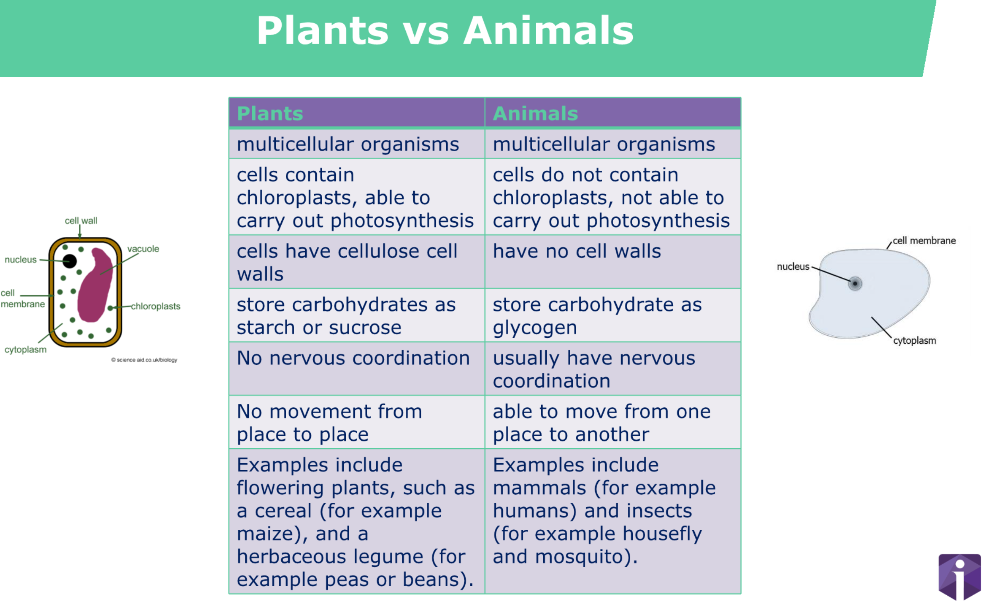 Plants vs Animals
Plants
Animals
multicellular organisms
multicellular organisms
cells contain
chloroplasts, able to
carry out photosynthesis
cells do not contain
chloroplasts, not able to
carry out photosynthesis
cells have cellulose cell
walls
have no cell walls
store carbohydrates as
starch or sucrose
store carbohydrate as
glycogen
No nervous coordination
usually have nervous
coordination
No movement from
place to place
able to move from one
place to another
Examples include
flowering plants, such as
a cereal (for example
maize), and a
herbaceous legume (for
example peas or beans).
Examples include
mammals (for example
humans) and insects
(for example housefly
and mosquito).
cell wall
vacuole
nucleus
cell
membrane
chloroplasts
cytoplasm
© science aid.co.uk/biology
cell membrane
nucleus
cytoplasm
i